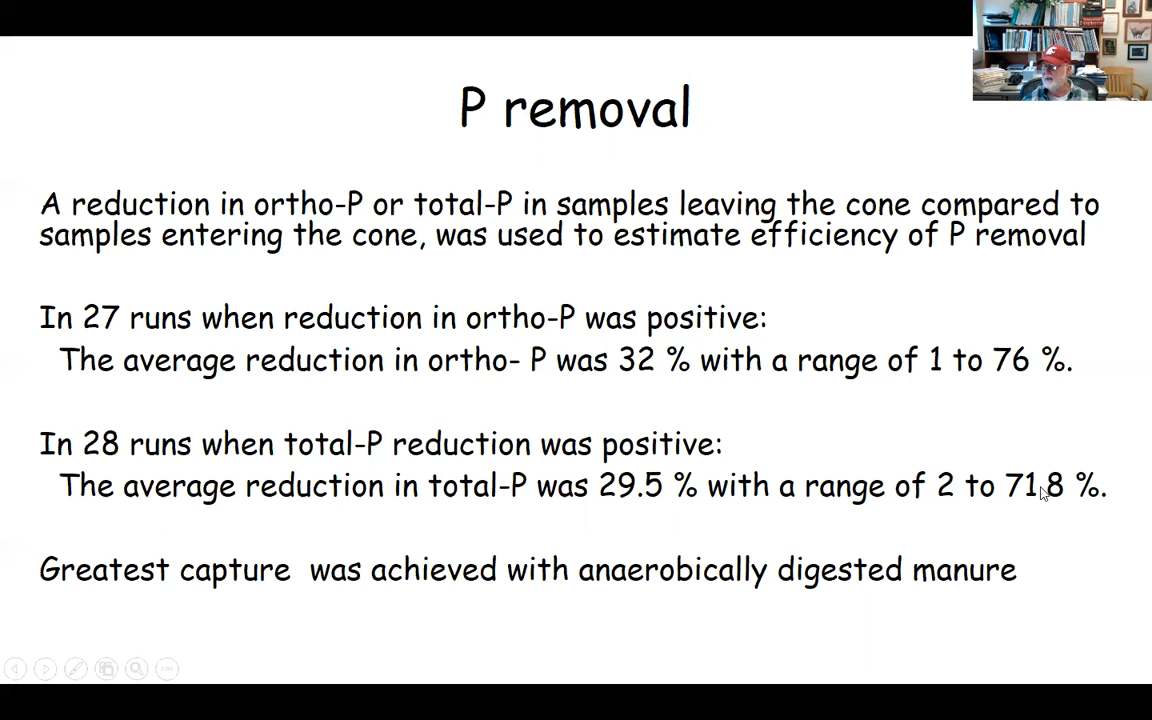 P removal
A reduction in ortho-P or total-P in samples leaving the cone compared to
samples entering the cone, was used to estimate efficiency of P removal
In 27 runs when reduction in ortho-P was positive:
The average reduction in ortho- P was 32 % with a range of 1 to 76 %.
In 28 runs when total-P reduction was positive:
The average reduction in total-P was 29.5 % with a range of 2 to 71.8 %.
Greatest capture  was achieved with anaerobically digested manure